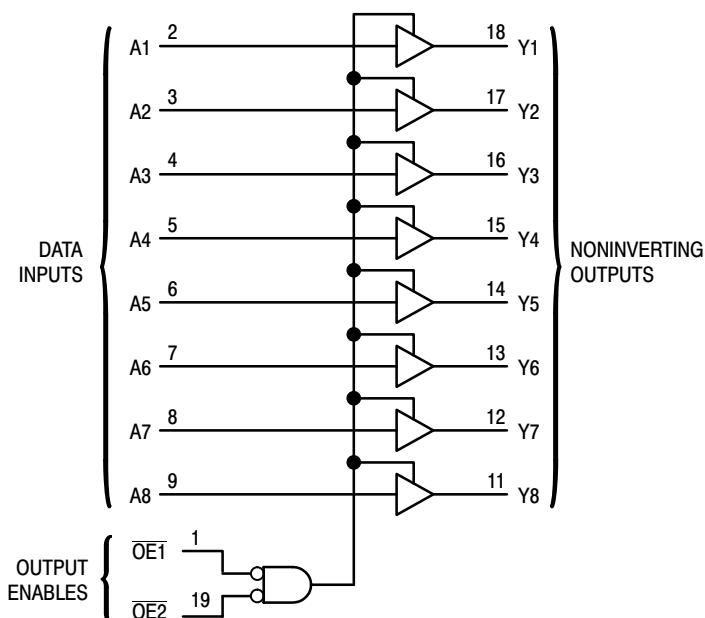 A1 2 18 Y1
A2 3 17 Y2
A3 4 16 Y3
A4 5 15 Y4
DATA
INPUTS
NONINVERTING
OUTPUTS
A5 6 14 Y5
A6 7 13 Y6
A7 8 12 Y7
A8 9 11 Y8
OUTPUT
ENABLES
O̅E̅1̅ 1
O̅E̅2̅ 19